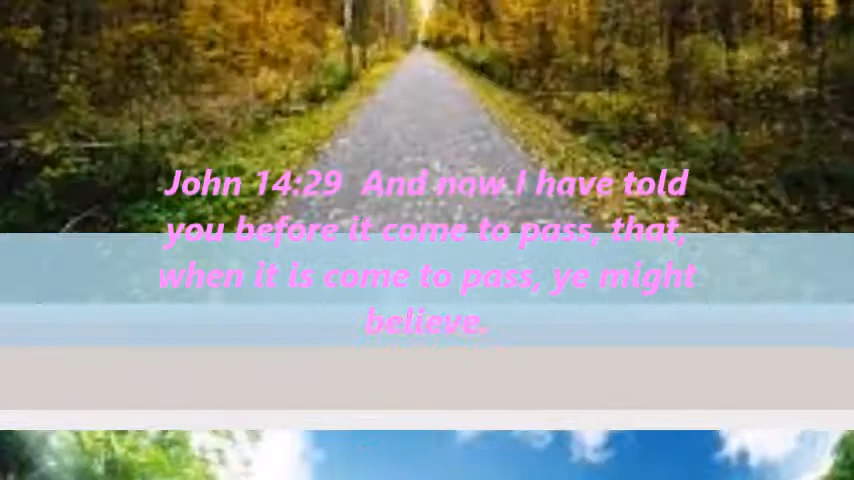 John 14:29  And now I have told
you before it come to pass, that,
when it is come to pass, ye might
believe.